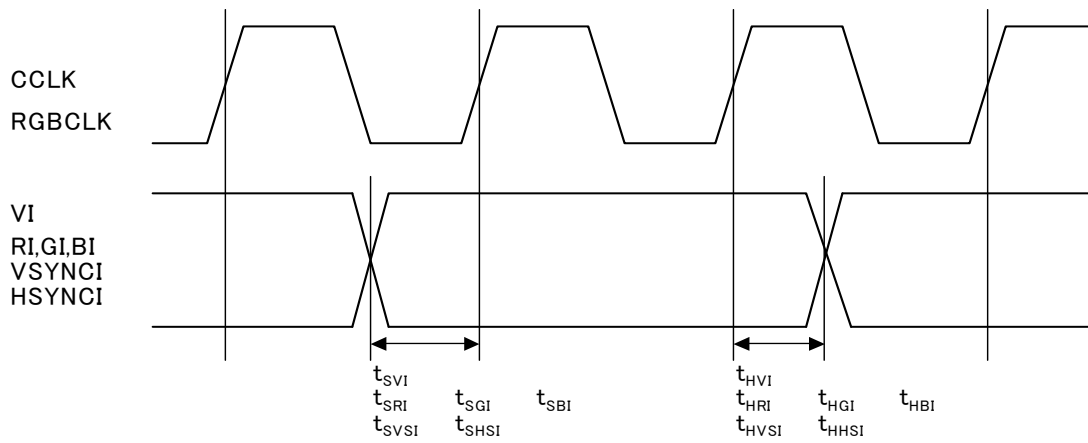 CCLK
RGBCLK
VI
RI,GI,BI
VSYNCI
HSYNCI
tSVI tHVI
tSRI tSGI tSBI tHRI tHGI tHBI
tSVSI tSHSI tHVSI tHHSI